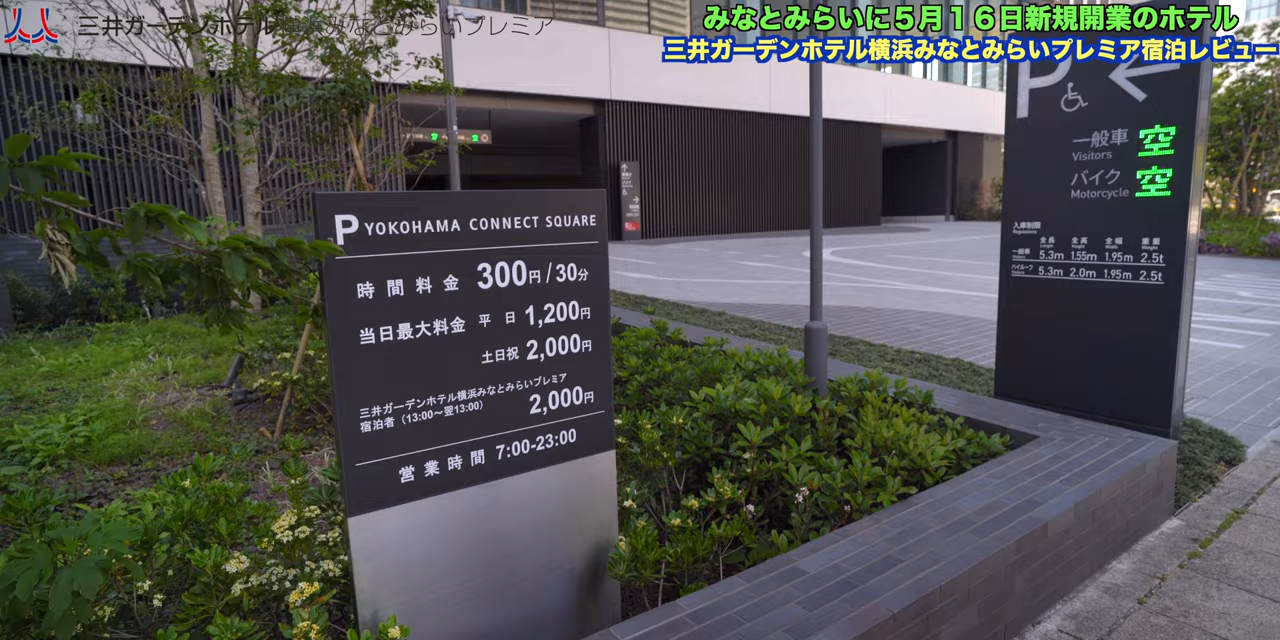 三井ガーデンホテル横浜みなとみらいプレミア
みなとみらいに５月１６日新規開業のホテル
三井ガーデンホテル横浜みなとみらいプレミア宿泊レビュー
P YOKOHAMA CONNECT SQUARE
時間料金 300円/30分
当日最大料金 平日 1,200円
土日祝 2,000円
三井ガーデンホテル横浜みなとみらいプレミア
宿泊者（13:00〜翌13:00） 2,000円
営業時間 7:00-23:00
P
一般車 空
Visitors
バイク 空
Motorcycle
入庫制限
Regulations
全長 全高 全幅 重量
Length Height Width Weight
一般車 5.3m 1.55m 1.95m 2.5t
ハイルーフ 5.3m 2.0m 1.95m 2.5t
空 空